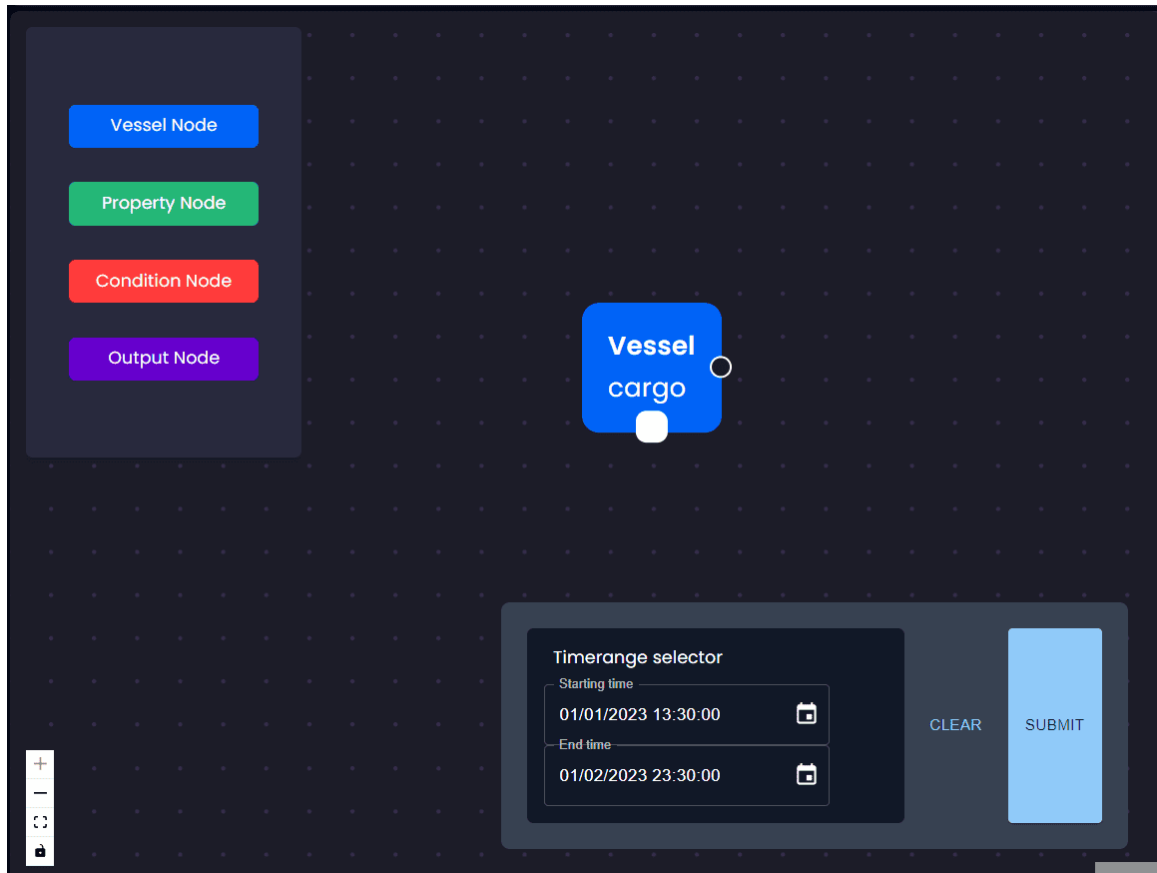 Vessel Node
Property Node
Condition Node
Output Node
Vessel
cargo
Timerange selector
Starting time
01/01/2023 13:30:00
End time
01/02/2023 23:30:00
CLEAR
SUBMIT